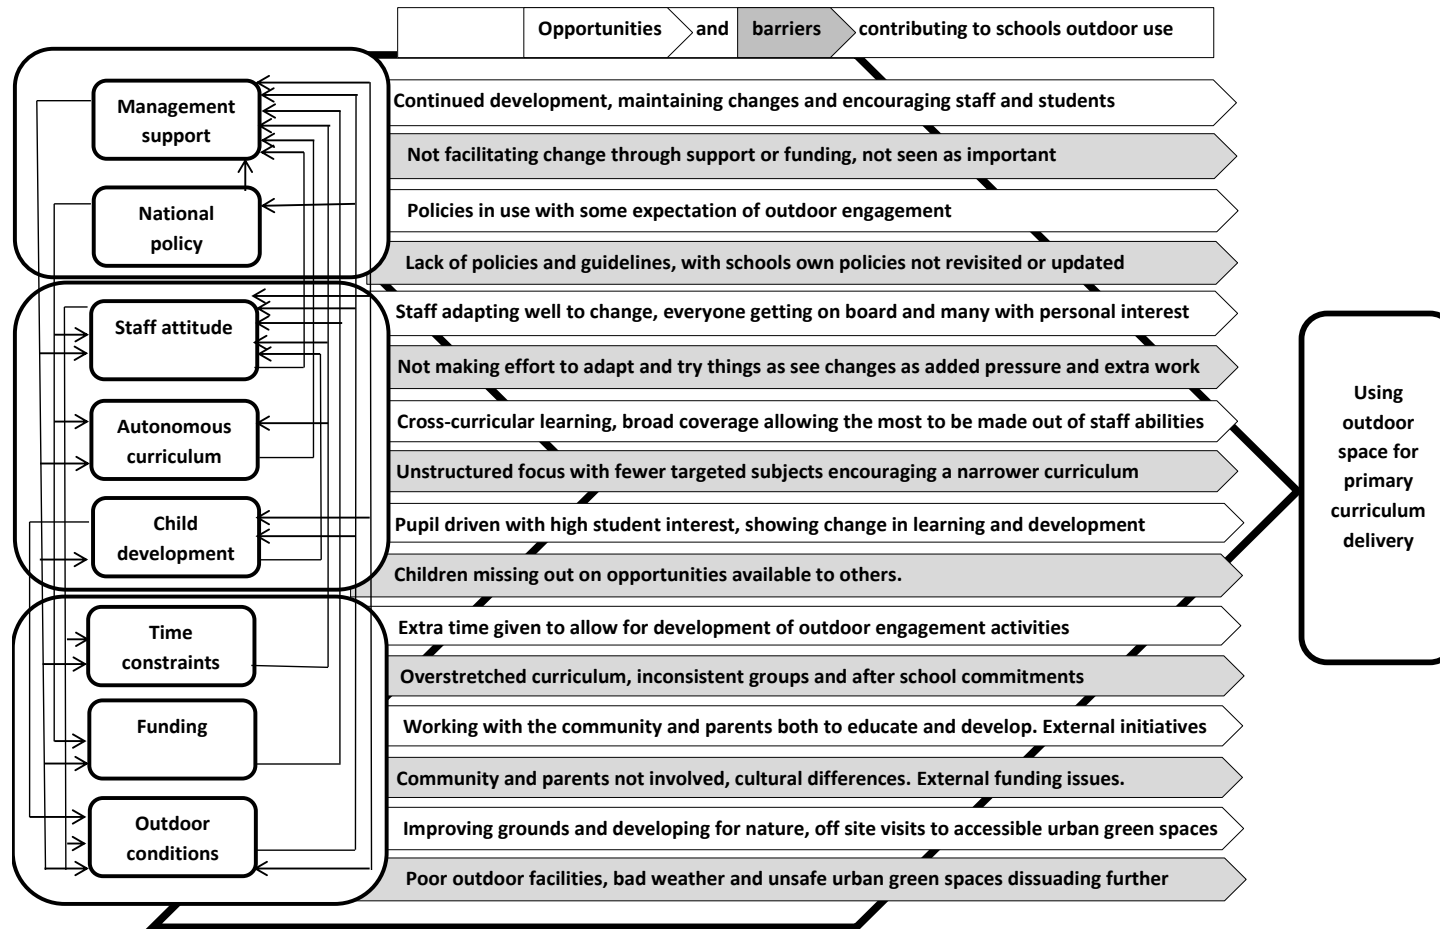 Opportunities and barriers contributing to schools outdoor use
Management
support
Continued development, maintaining changes and encouraging staff and students
Not facilitating change through support or funding, not seen as important
National
policy
Policies in use with some expectation of outdoor engagement
Lack of policies and guidelines, with schools own policies not revisited or updated
Staff attitude
Staff adapting well to change, everyone getting on board and many with personal interest
Not making effort to adapt and try things as see changes as added pressure and extra work
Autonomous
curriculum
Cross-curricular learning, broad coverage allowing the most to be made out of staff abilities
Unstructured focus with fewer targeted subjects encouraging a narrower curriculum
Child
development
Pupil driven with high student interest, showing change in learning and development
Children missing out on opportunities available to others.
Time
constraints
Extra time given to allow for development of outdoor engagement activities
Overstretched curriculum, inconsistent groups and after school commitments
Funding
Working with the community and parents both to educate and develop. External initiatives
Community and parents not involved, cultural differences. External funding issues.
Outdoor
conditions
Improving grounds and developing for nature, off site visits to accessible urban green spaces
Poor outdoor facilities, bad weather and unsafe urban green spaces dissuading further
Using
outdoor
space for
primary
curriculum
delivery